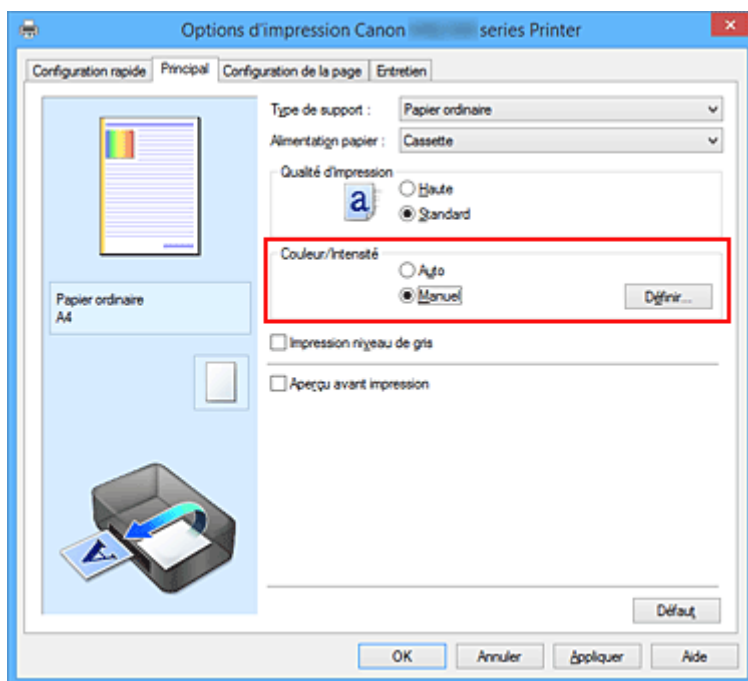 Options d'impression Canon series Printer
Configuration rapide Principal Configuration de la page Entretien
Type de support : Papier ordinaire
Alimentation papier : Cassette
Qualité d'impression
a
Haute
Standard
Couleur/Intensité
Auto
Manuel Définir...
Papier ordinaire
A4
Impression niveau de gris
Aperçu avant impression
A
Défaut
OK Annuler Appliquer Aide